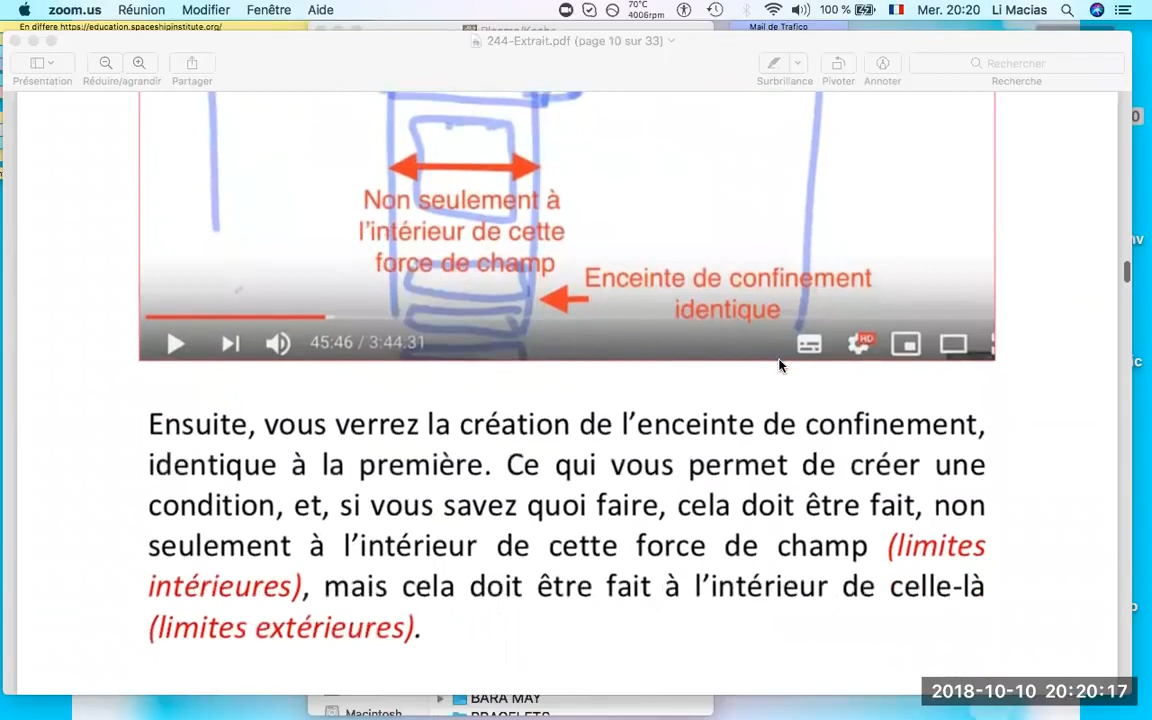 zoom.us Réunion Modifier Fenêtre Aide 70°C 4006rpm 100 % Mer. 20:20 Li Macias
En differe https://education.spaceshipinstitute.org/ Mail de Trafico
244-Extrait.pdf (page 10 sur 33)
Rechercher
Présentation Réduire/agrandir Partager Surbrillance Pivoter Annoter Recherche
Non seulement à
l'intérieur de cette
force de champ
Enceinte de confinement
identique
45:46 / 3:44.31
HD
Ensuite, vous verrez la création de l'enceinte de confinement,
identique à la première. Ce qui vous permet de créer une
condition, et, si vous savez quoi faire, cela doit être fait, non
seulement à l'intérieur de cette force de champ (limites
intérieures), mais cela doit être fait à l'intérieur de celle-là
(limites extérieures).
2018-10-10 20:20:17
BARA MAY
Macintosh
BRACELETS